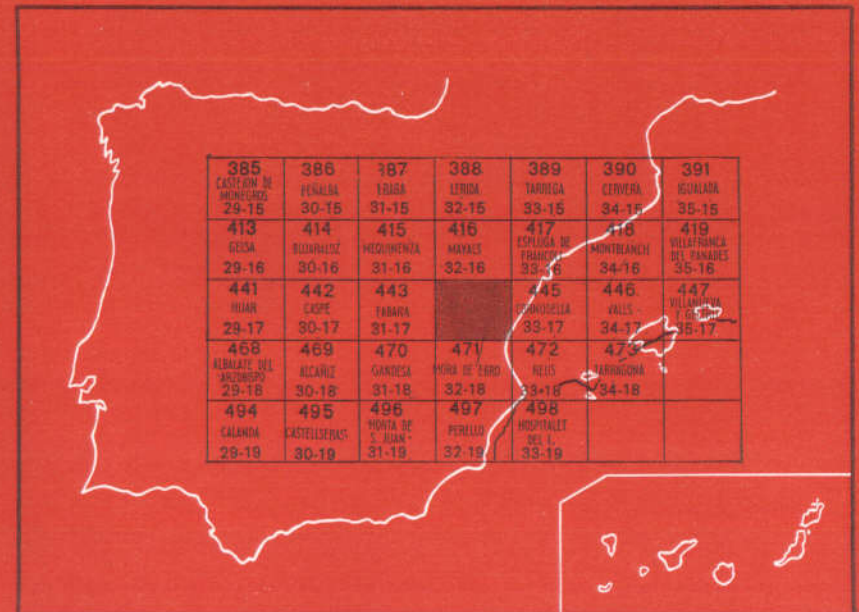 385 386 387 388 389 390 391
CASTEJON DE MONEGROS PEÑALBA FRAGA LERIDA TARREGA CERVERA IGUALADA
29-15 30-15 31-15 32-15 33-15 34-15 35-15
413 414 415 416 417 418 419
GELSA BUJARALOZ MEQUINENZA MAYALS ESPLUGA DE FRANCOLI MONTBLANCH VILLAFRANCA DEL PANADES
29-16 30-16 31-16 32-16 33-16 34-16 35-16
441 442 443 445 446 447
HIJAR CASPE FABARA CORNUDELLA VALLS VILLANUEVA Y GELTRU
29-17 30-17 31-17 33-17 34-17 35-17
468 469 470 471 472 473
ALBALATE DEL ARZOBISPO ALCAÑIZ GANDESA MORA DE EBRO REUS TARRAGONA
29-18 30-18 31-18 32-18 33-18 34-18
494 495 496 497 498
CALANDA CASTELLSERAS HORTA DE S. JUAN PERELLO HOSPITALET DEL I.
29-19 30-19 31-19 32-19 33-19